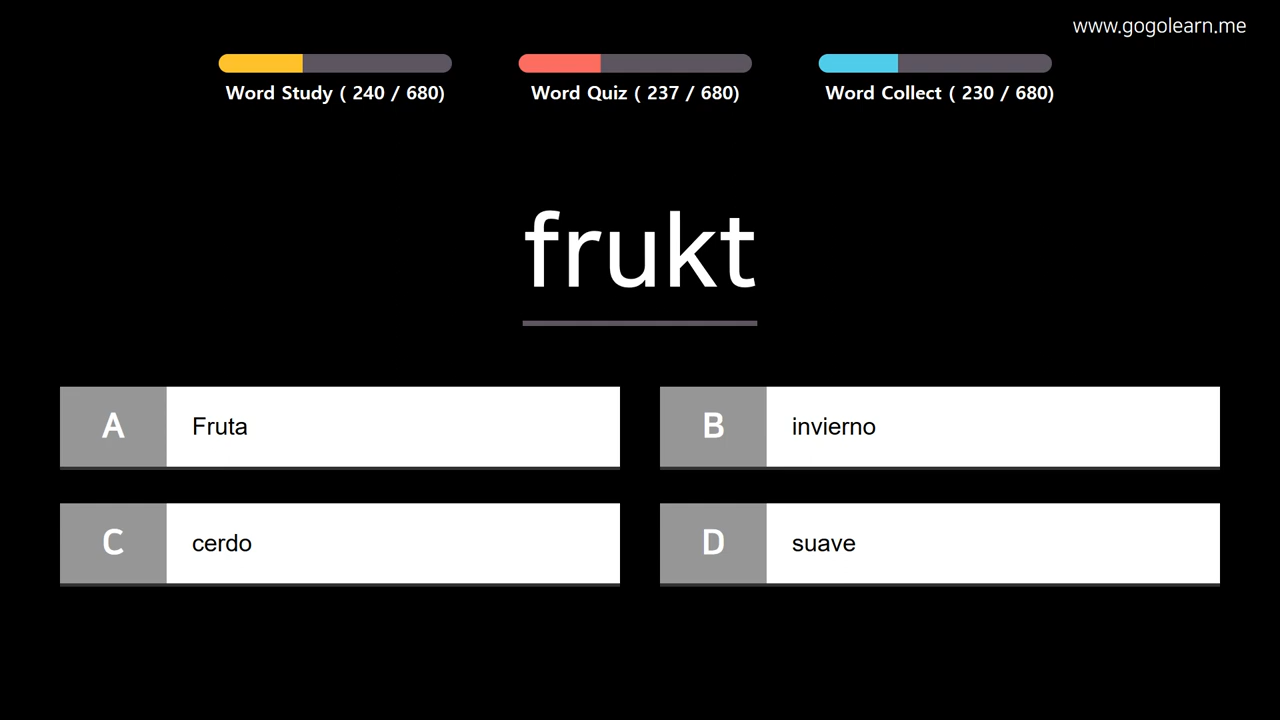 www.gogolearn.me
Word Study ( 240 / 680)
Word Quiz ( 237 / 680)
Word Collect ( 230 / 680)
frukt
A Fruta
B invierno
C cerdo
D suave